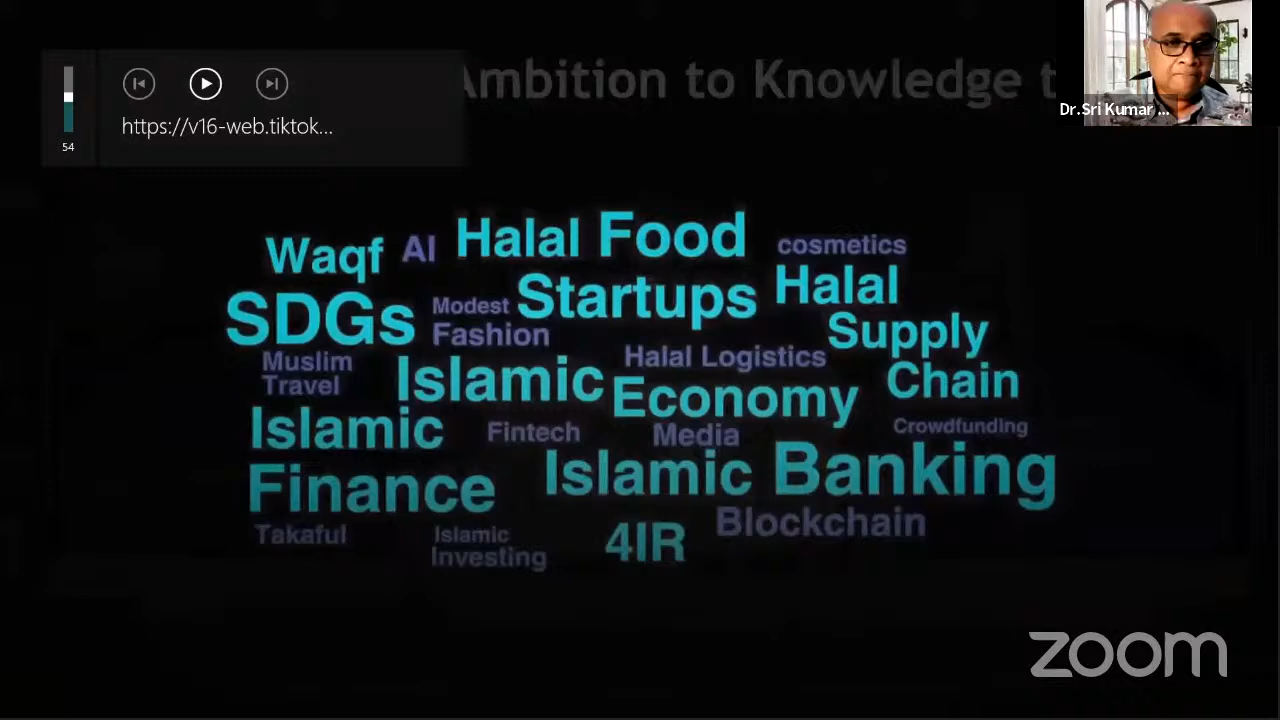 Ambition to Knowledge t
Dr.Sri Kumar ...
https://v16-web.tiktok...
54
Waqf AI Halal Food cosmetics
SDGs Modest Fashion Startups Halal
Supply Chain
Muslim Travel Islamic Halal Logistics
Economy
Islamic Finance Fintech Media Crowdfunding
Islamic Banking
Takaful Islamic Investing 4IR Blockchain
zoom